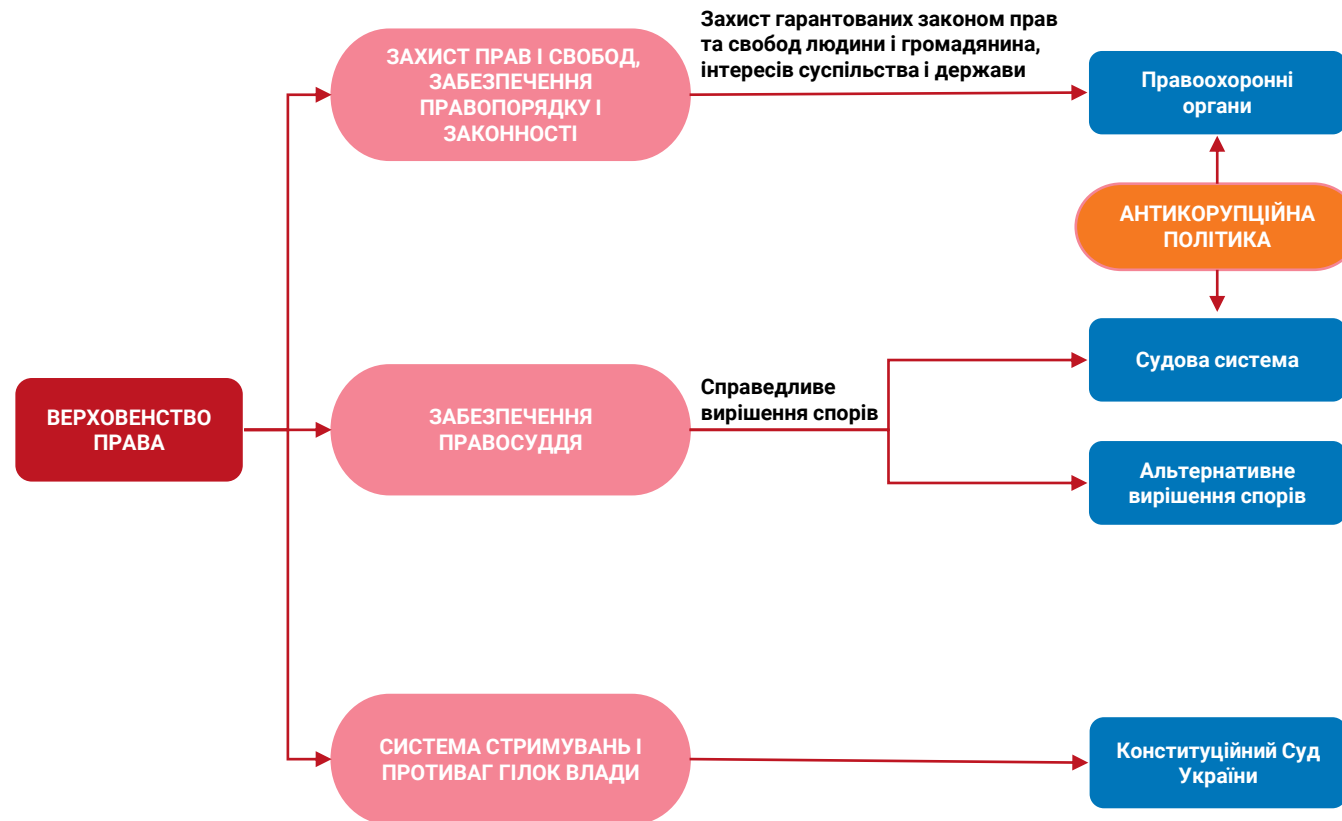 Захист гарантованих законом прав
та свобод людини і громадянина,
інтересів суспільства і держави
ЗАХИСТ ПРАВ І СВОБОД,
ЗАБЕЗПЕЧЕННЯ
ПРАВОПОРЯДКУ І
ЗАКОННОСТІ
Правоохоронні
органи
АНТИКОРУПЦІЙНА
ПОЛІТИКА
Судова система
Справедливе
вирішення спорів
ВЕРХОВЕНСТВО
ПРАВА
ЗАБЕЗПЕЧЕННЯ
ПРАВОСУДДЯ
Альтернативне
вирішення спорів
СИСТЕМА СТРИМУВАНЬ І
ПРОТИВАГ ГІЛОК ВЛАДИ
Конституційний Суд
України